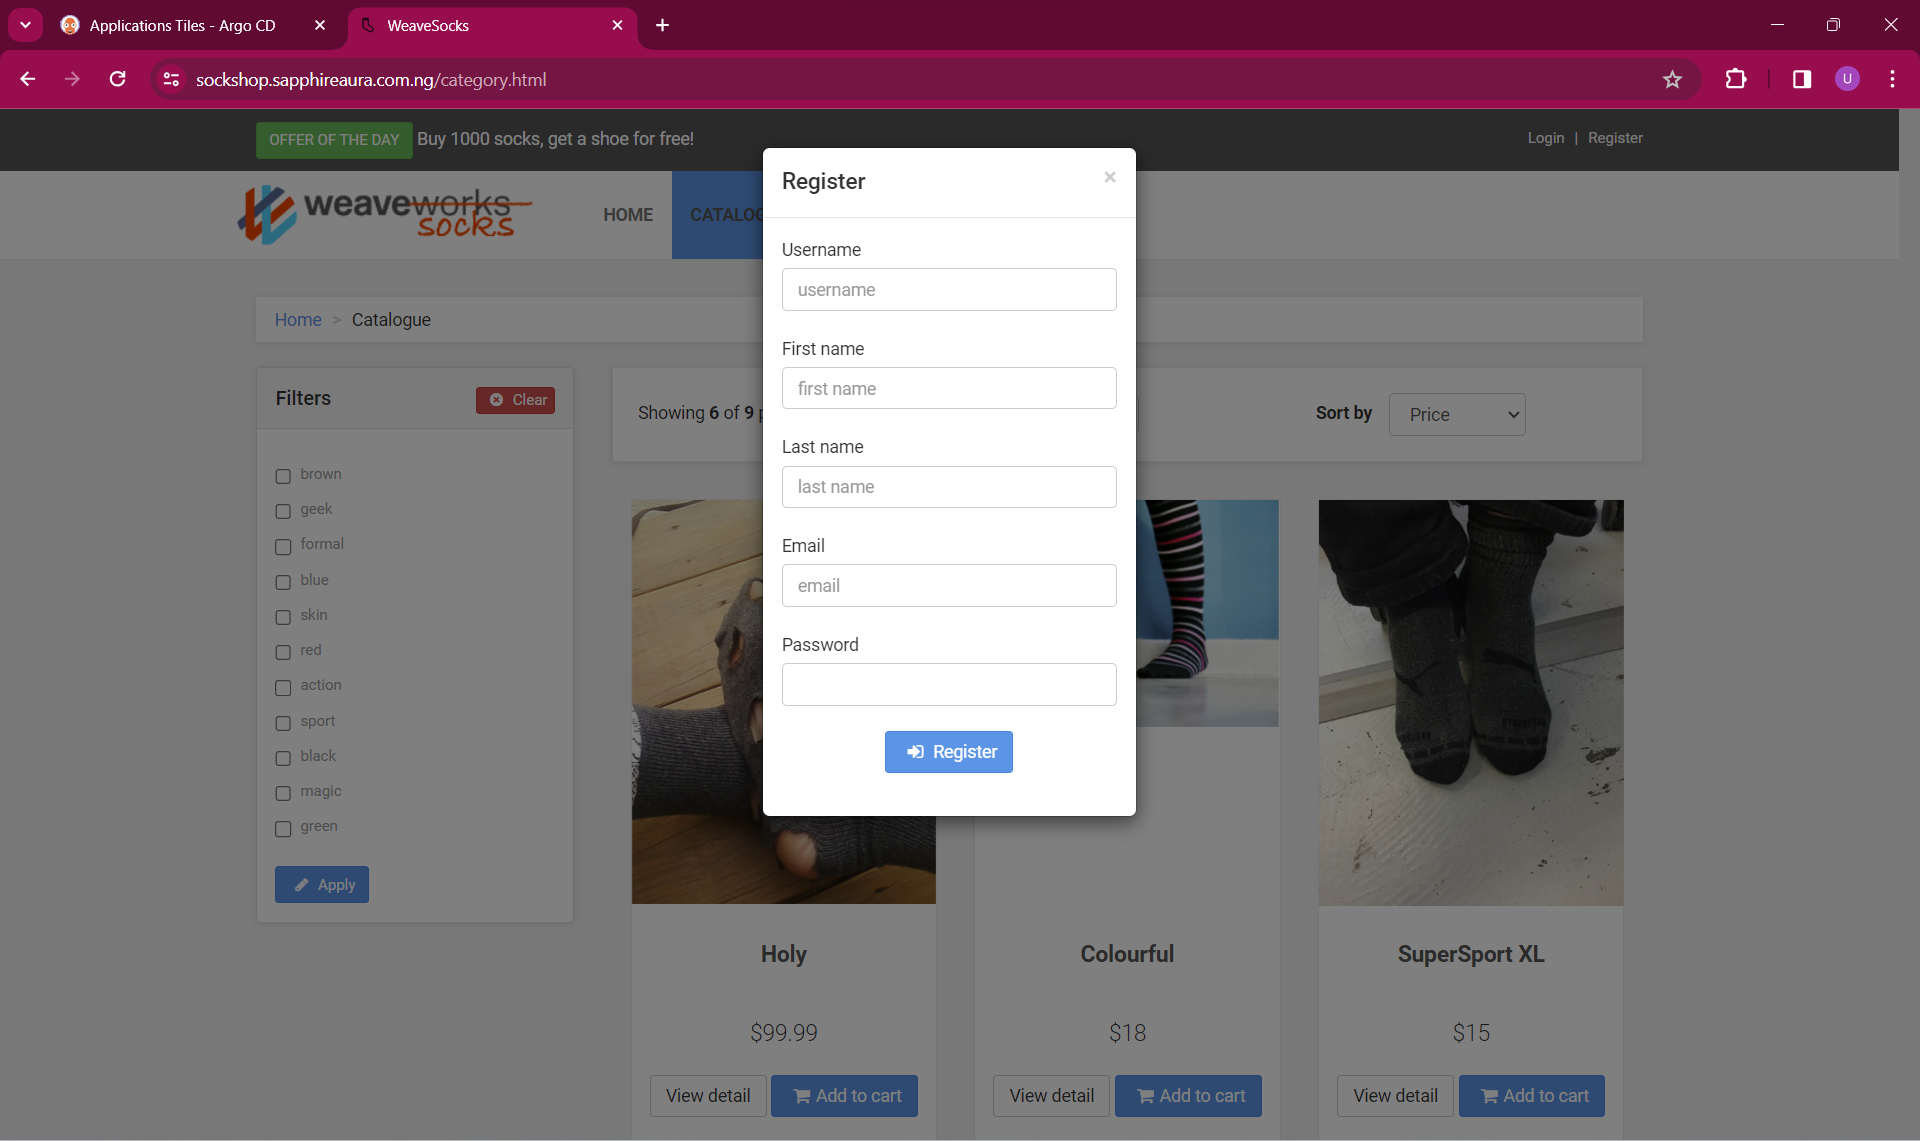 Applications Tiles - Argo CD
WeaveSocks
sockshop.sapphireaura.com.ng/category.html
U
OFFER OF THE DAY Buy 1000 socks, get a shoe for free!
Login | Register
weaveworks
socks
HOME
CATALOG
Home > Catalogue
Filters
Clear
brown
geek
formal
blue
skin
red
action
sport
black
magic
green
Apply
Showing 6 of 9 p
Sort by
Price
Register
×
Username
username
First name
first name
Last name
last name
Email
email
Password
Register
Holy
$99.99
View detail
Add to cart
Colourful
$18
View detail
Add to cart
SuperSport XL
$15
View detail
Add to cart